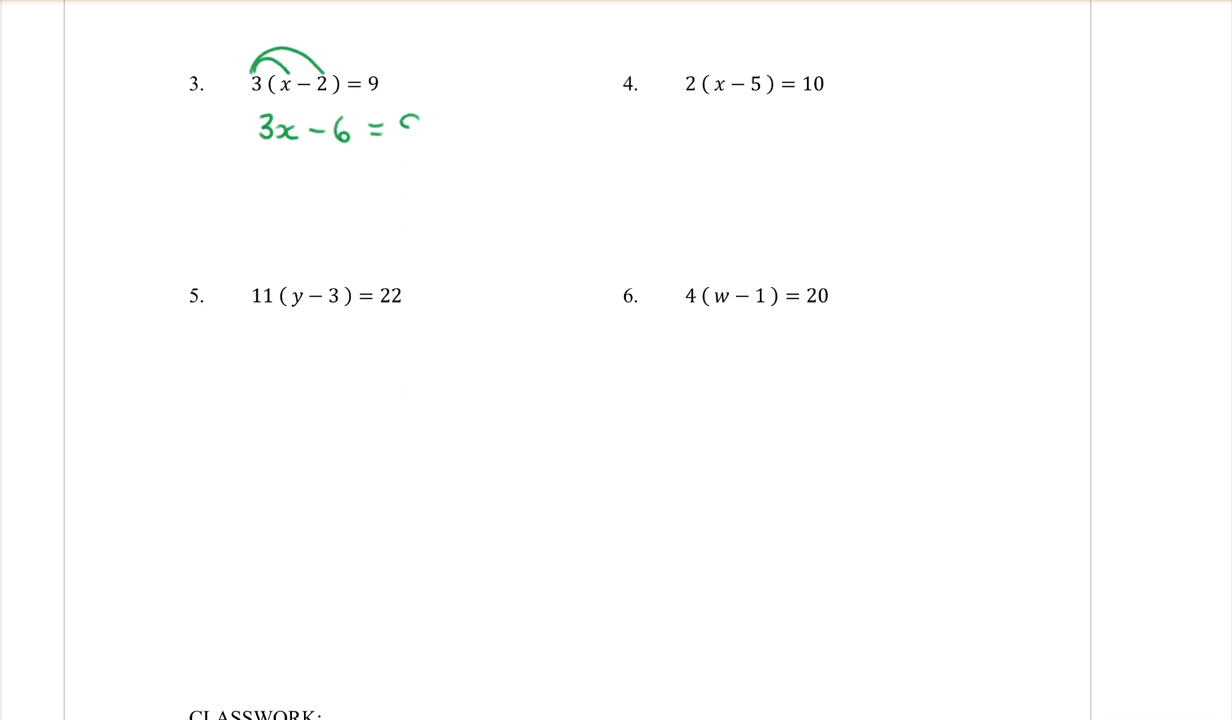 3. 3 ( x − 2 ) = 9
4. 2 ( x − 5 ) = 10
3x − 6 =
5. 11 ( y − 3 ) = 22
6. 4 ( w − 1 ) = 20
CLASSWORK: